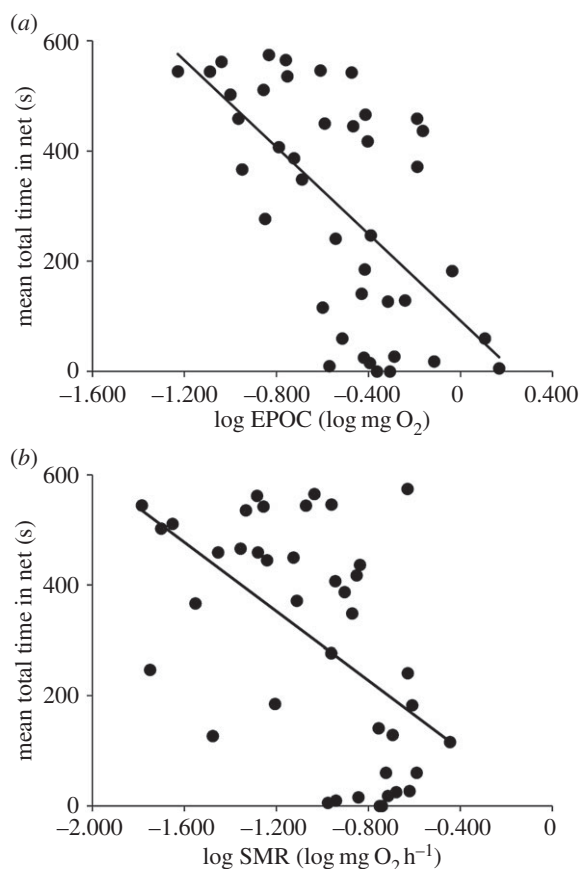 (a)
600
400
200
0
mean total time in net (s)
−1.600 −1.200 −0.800 −0.400 0 0.400
log EPOC (log mg O₂)
(b)
600
400
200
0
mean total time in net (s)
−2.000 −1.600 −1.200 −0.800 −0.400 0
log SMR (log mg O₂ h⁻¹)